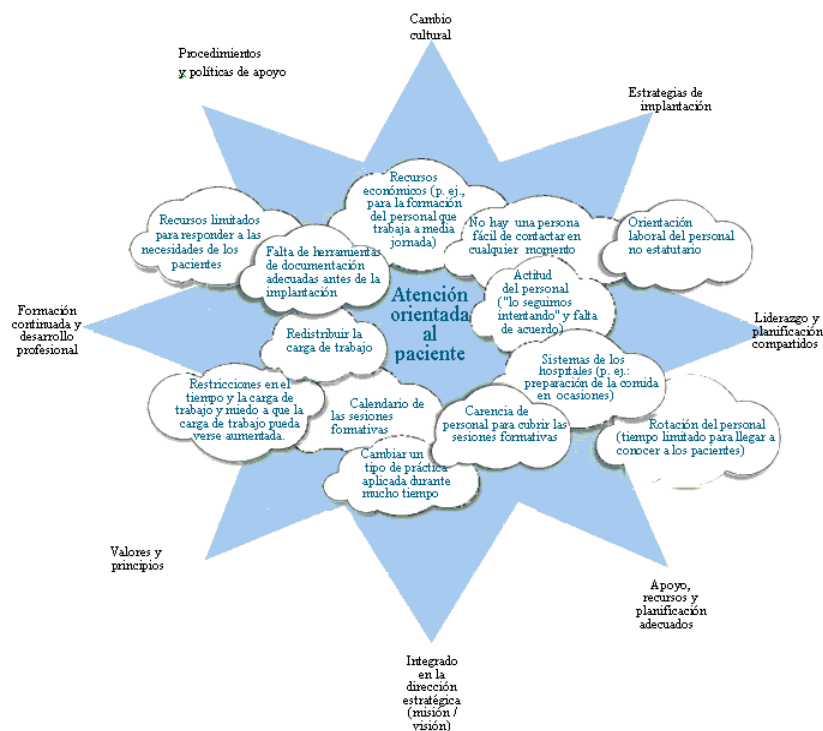 Cambio
cultural
Procedimientos
y políticas de apoyo
Estrategias de
implantación
Recursos
económicos (p. ej.,
para la formación
del personal que
trabaja a media
jornada)
Recursos limitados
para responder a las
necesidades de los
pacientes
No hay una persona
fácil de contactar en
cualquier momento
Orientación
laboral del personal
no estatutario
Falta de herramientas
de documentación
adecuadas antes de la
implantación
Actitud
del personal
("lo seguimos
intentando" y falta
de acuerdo)
Atención
orientada
al
paciente
Formación
continuada y
desarrollo
profesional
Liderazgo y
planificación
compartidos
Redistribuir la
carga de trabajo
Sistemas de los
hospitales (p. ej.:
preparación de la comida
en ocasiones)
Restricciones en el
tiempo y la carga de
trabajo y miedo a que la
carga de trabajo pueda
verse aumentada.
Calendario de
las sesiones
formativas
Carencia de
personal para cubrir las
sesiones formativas
Rotación del personal
(tiempo limitado para llegar a
conocer a los pacientes)
Cambiar un
tipo de práctica
aplicada durante
mucho tiempo
Valores y
principios
Apoyo,
recursos y
planificación
adecuados
Integrado
en la
dirección
estratégica
(misión /
visión)